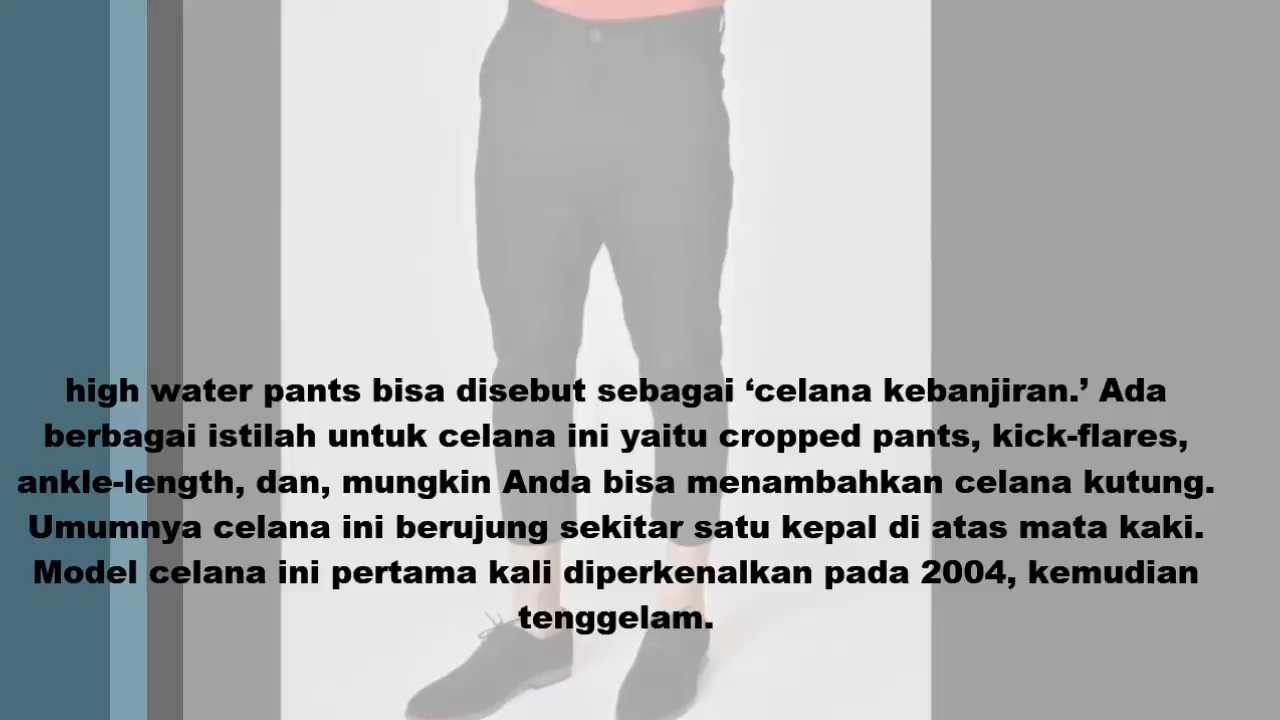 high water pants bisa disebut sebagai ‘celana kebanjiran.’ Ada
berbagai istilah untuk celana ini yaitu cropped pants, kick-flares,
ankle-length, dan, mungkin Anda bisa menambahkan celana kutung.
Umumnya celana ini berujung sekitar satu kepal di atas mata kaki.
Model celana ini pertama kali diperkenalkan pada 2004, kemudian
tenggelam.